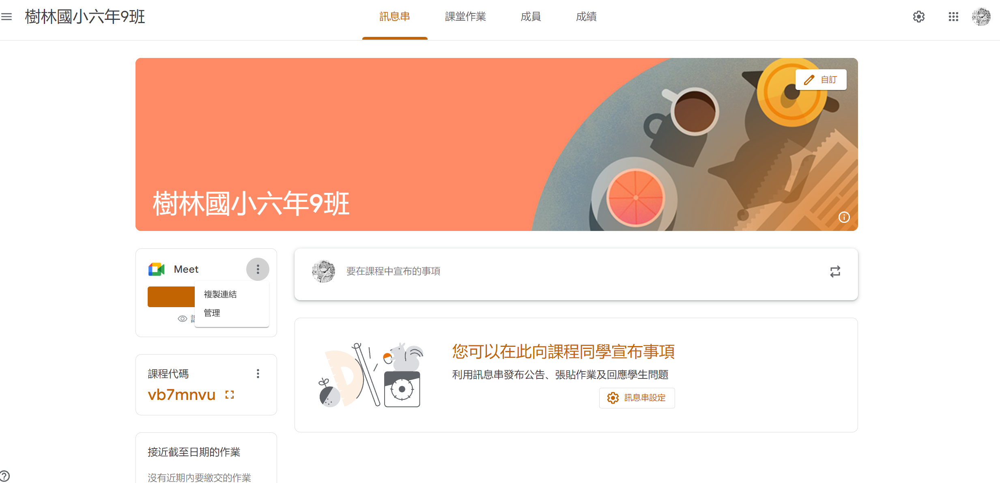 樹林國小六年9班
訊息串
課堂作業
成員
成績
自訂
樹林國小六年9班
Meet
複製連結
管理
要在課程中宣布的事項
您可以在此向課程同學宣布事項
利用訊息串發布公告、張貼作業及回應學生問題
訊息串設定
課程代碼
vb7mnvu
接近截至日期的作業
沒有近期內要繳交的作業